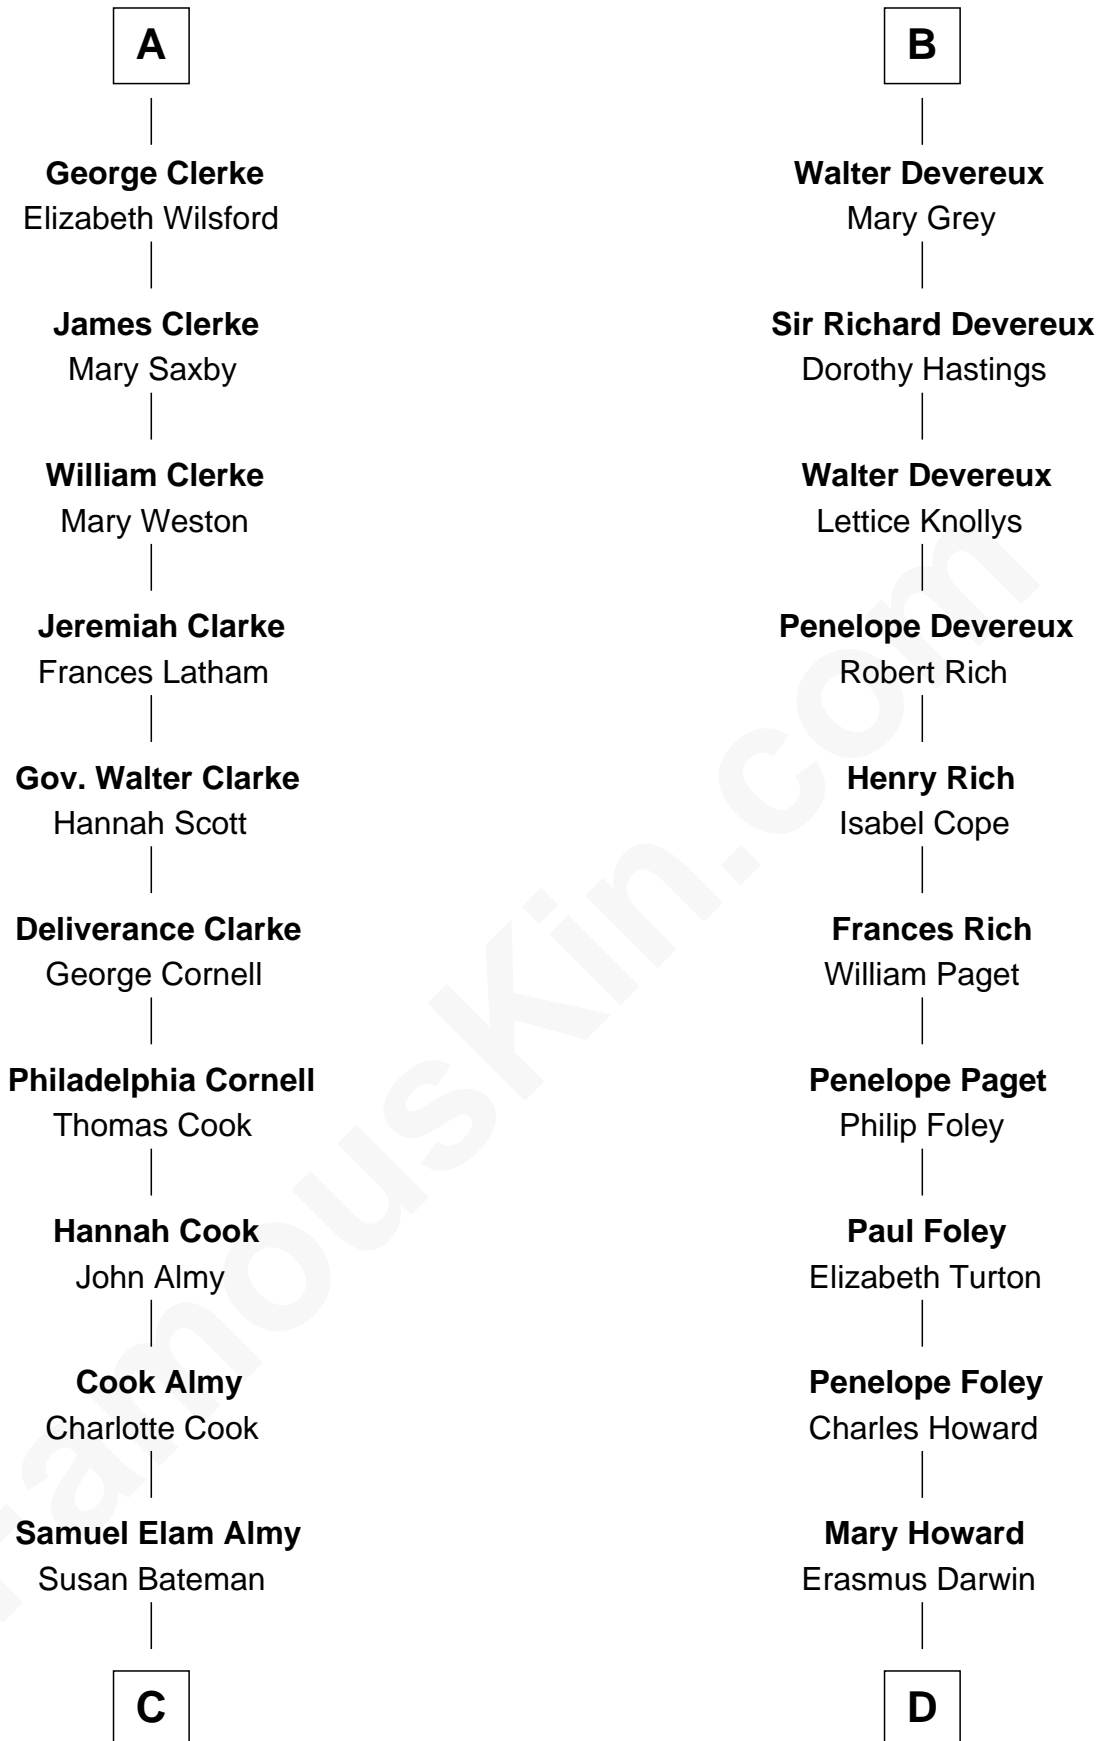 A
George Clerke
Elizabeth Wilsford
James Clerke
Mary Saxby
William Clerke
Mary Weston
Jeremiah Clarke
Frances Latham
Gov. Walter Clarke
Hannah Scott
Deliverance Clarke
George Cornell
Philadelphia Cornell
Thomas Cook
Hannah Cook
John Almy
Cook Almy
Charlotte Cook
Samuel Elam Almy
Susan Bateman
C
B
Walter Devereux
Mary Grey
Sir Richard Devereux
Dorothy Hastings
Walter Devereux
Lettice Knollys
Penelope Devereux
Robert Rich
Henry Rich
Isabel Cope
Frances Rich
William Paget
Penelope Paget
Philip Foley
Paul Foley
Elizabeth Turton
Penelope Foley
Charles Howard
Mary Howard
Erasmus Darwin
D
FamousKin.com